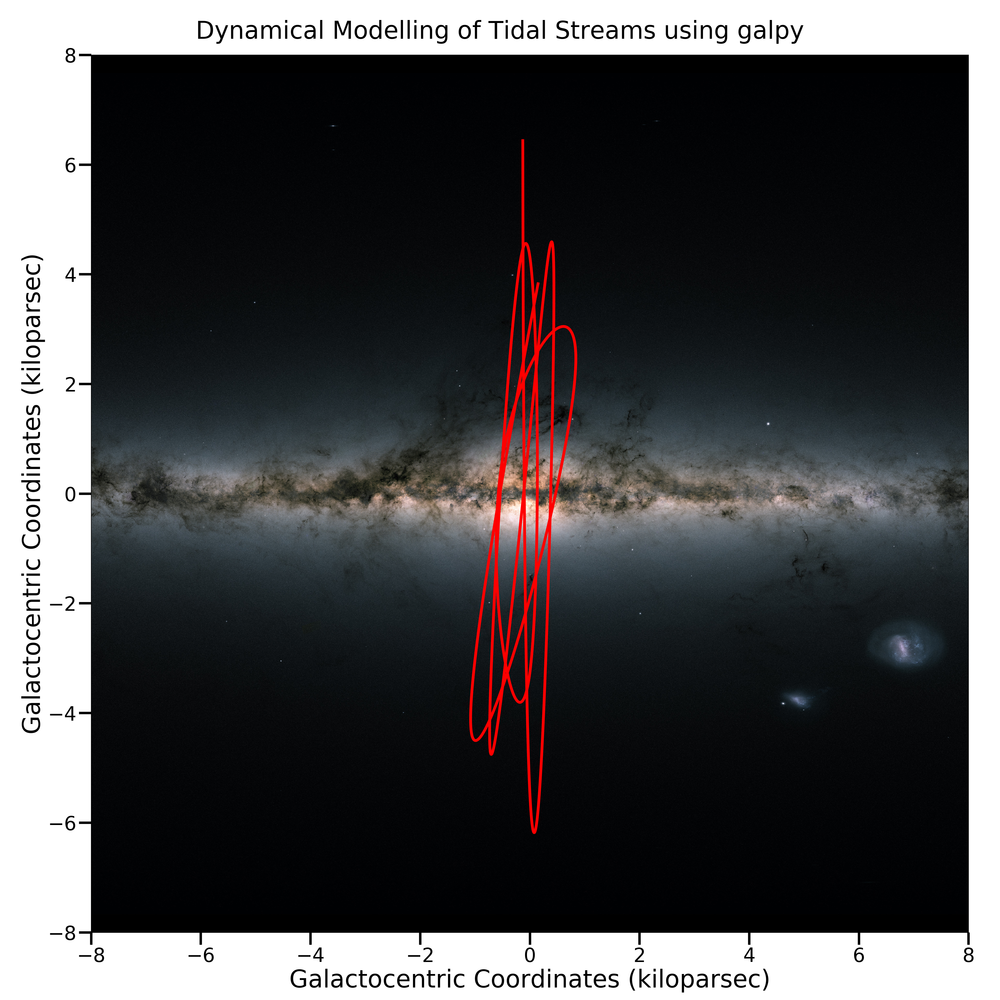 Dynamical Modelling of Tidal Streams using galpy
8
6
4
2
0
−2
−4
−6
−8
Galactocentric Coordinates (kiloparsec)
−8 −6 −4 −2 0 2 4 6 8
Galactocentric Coordinates (kiloparsec)